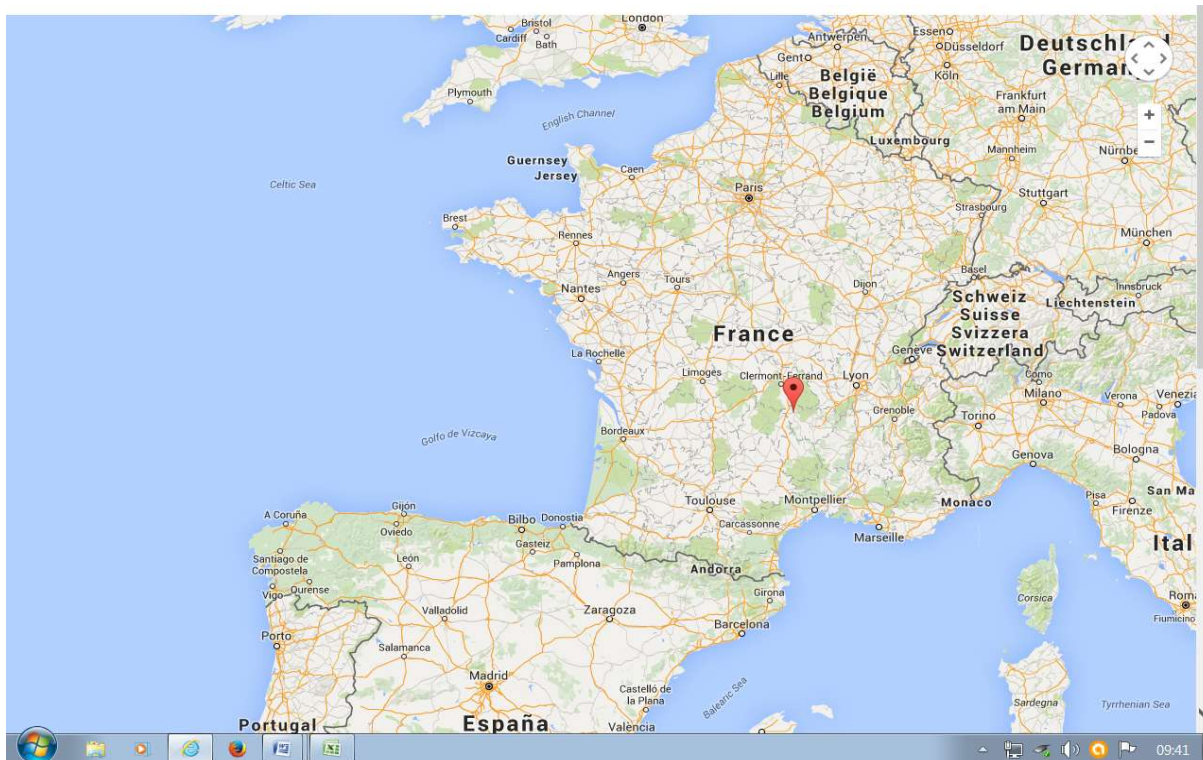 Bristol
London
Cardiff
Bath
Plymouth
English Channel
Guernsey
Jersey
Celtic Sea
Antwerpen
Gent
Lille
België
Belgique
Belgium
Essen
Düsseldorf
Köln
Deutschl
German
Frankfurt
am Main
Luxembourg
Mannheim
Nürnbe
+
−
Caen
Paris
Stuttgart
Strasbourg
München
Brest
Rennes
Angers
Tours
Nantes
Dijon
Basel
Innsbruck
Schweiz
Suisse
Svizzera
Switzerland
Liechtenstein
France
La Rochelle
Genève
Limoges
Clermont-Ferrand
Lyon
Grenoble
Como
Milano
Verona
Venezia
Padova
Torino
Bordeaux
Golfo de Vizcaya
Genova
Bologna
Toulouse
Montpellier
Monaco
Pisa
San Ma
Firenze
Marseille
Carcassonne
Ital
A Coruña
Gijón
Oviedo
Bilbo
Donostia
Gasteiz
Pamplona
Santiago de
Compostela
León
Andorra
Vigo
Ourense
Girona
Corsica
Roma
Fiumicino
Valladolid
Zaragoza
Barcelona
Porto
Salamanca
Madrid
Castelló de
la Plana
Balearic Sea
Sardegna
Tyrrhenian Sea
Portugal
España
València
09:41